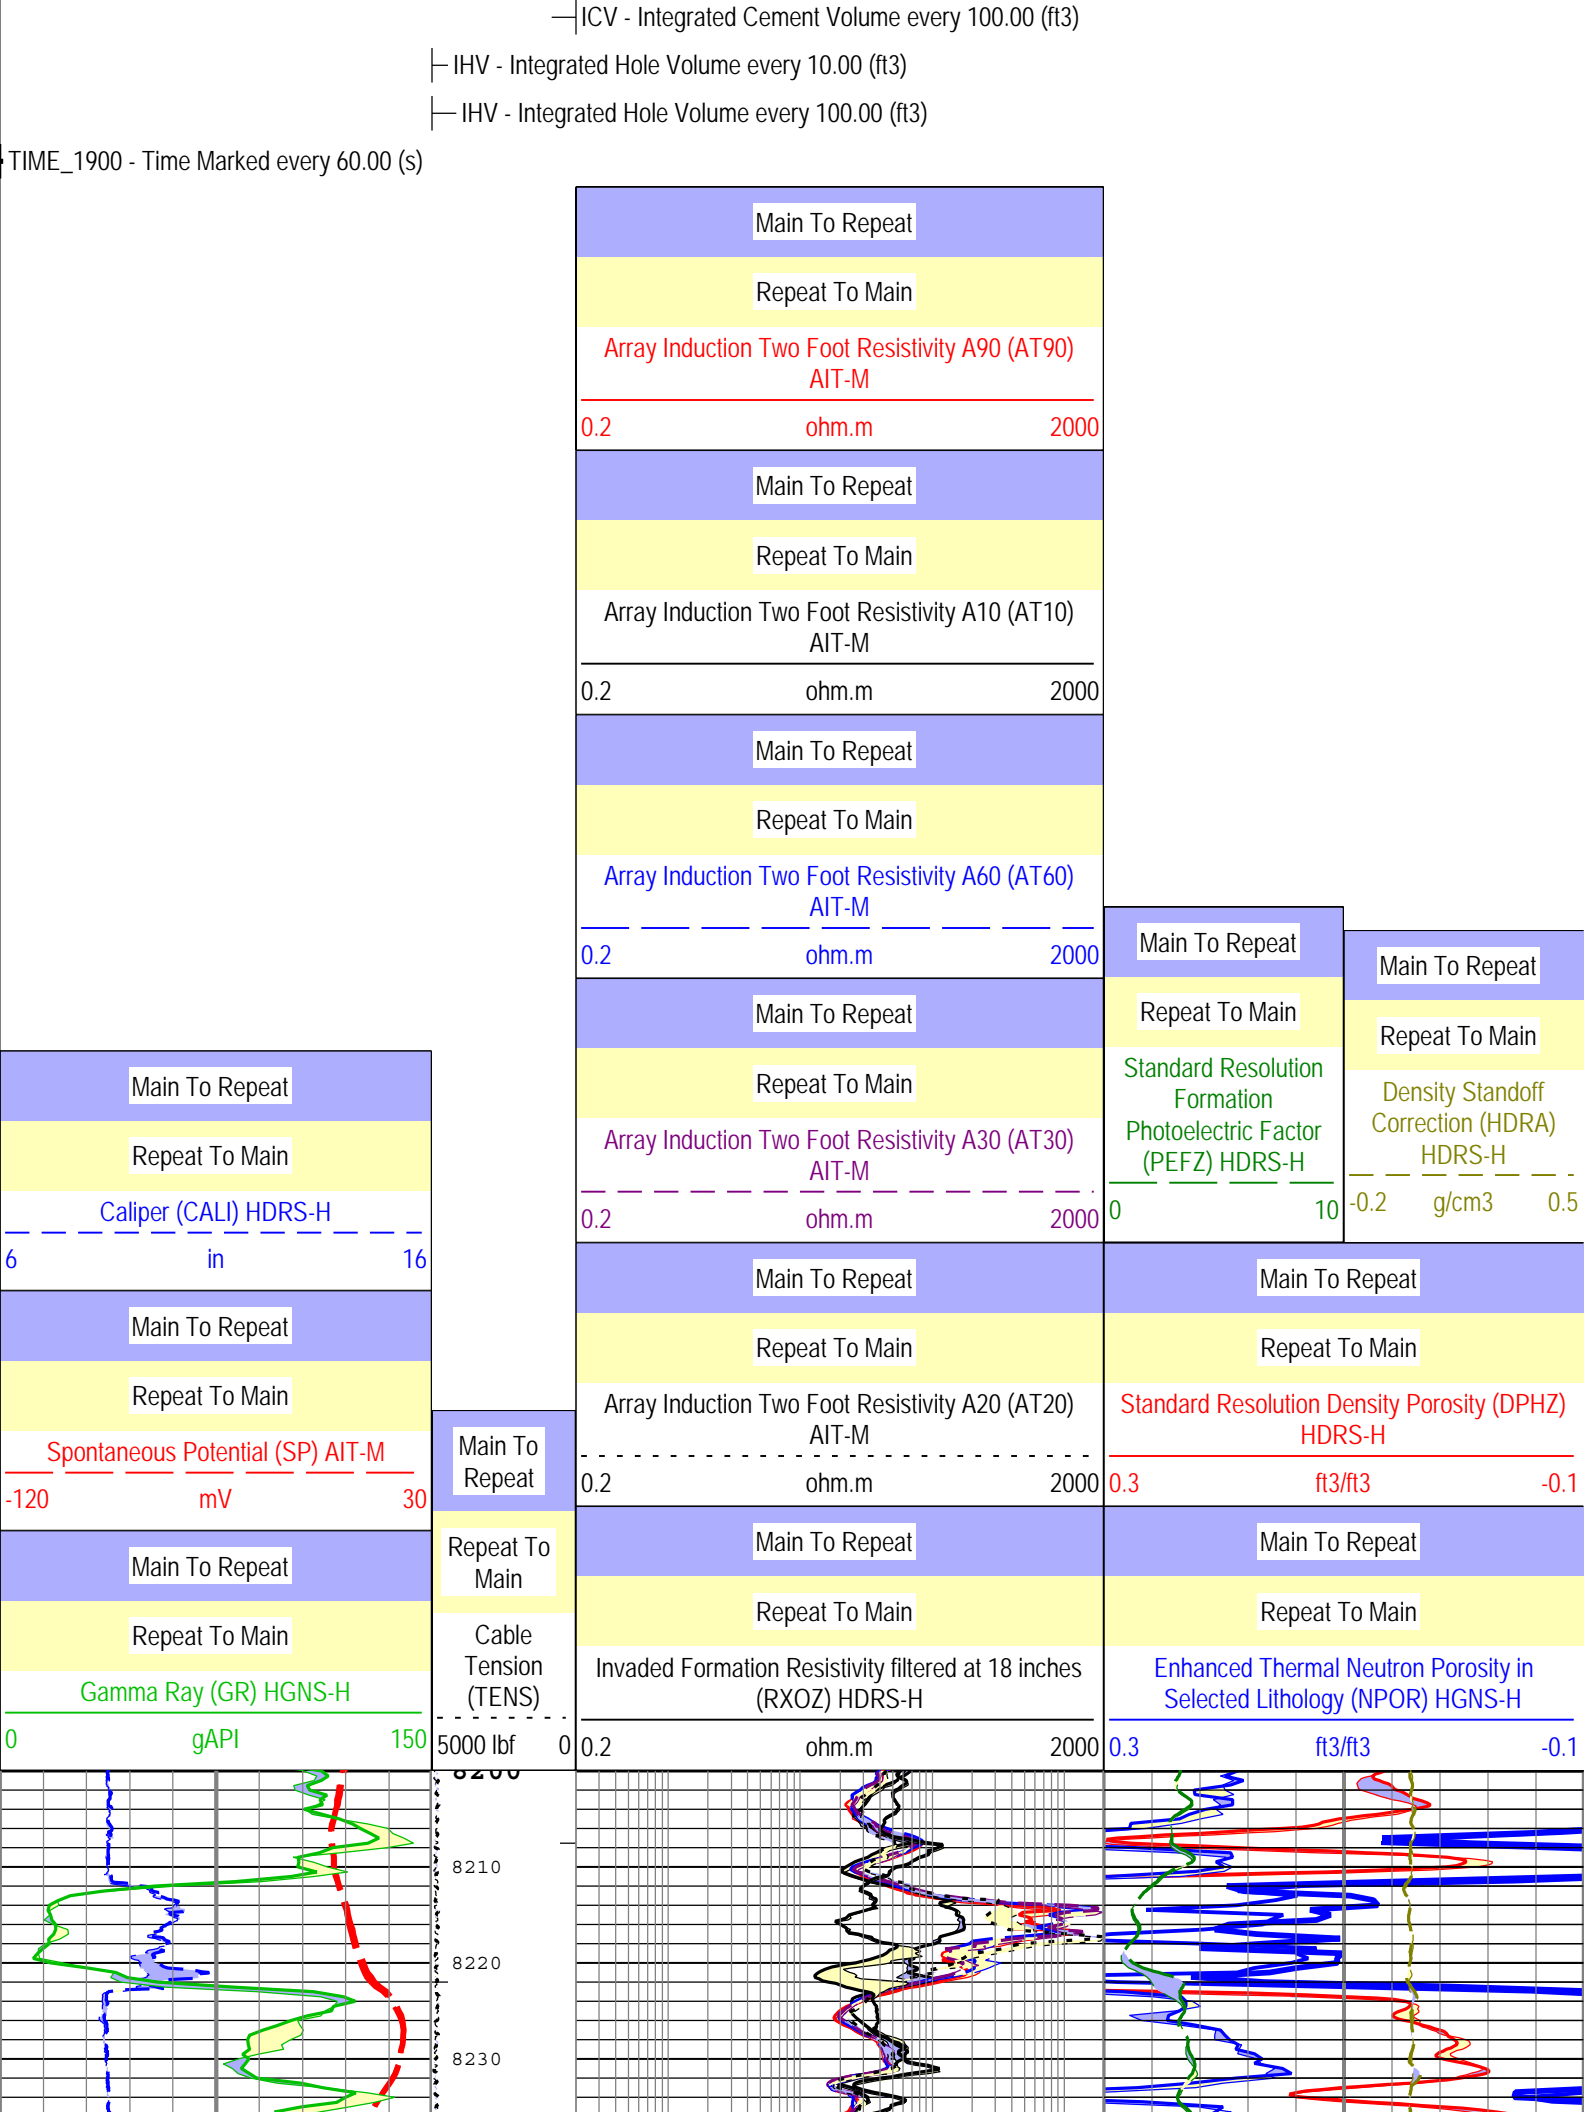 ICV - Integrated Cement Volume every 100.00 (ft3)
IHV - Integrated Hole Volume every 10.00 (ft3)
IHV - Integrated Hole Volume every 100.00 (ft3)
TIME_1900 - Time Marked every 60.00 (s)
Main To Repeat
Repeat To Main
Array Induction Two Foot Resistivity A90 (AT90)
AIT-M
0.2 ohm.m 2000
Main To Repeat
Repeat To Main
Array Induction Two Foot Resistivity A10 (AT10)
AIT-M
0.2 ohm.m 2000
Main To Repeat
Repeat To Main
Array Induction Two Foot Resistivity A60 (AT60)
AIT-M
0.2 ohm.m 2000
Main To Repeat
Repeat To Main
Array Induction Two Foot Resistivity A30 (AT30)
AIT-M
0.2 ohm.m 2000
Main To Repeat
Repeat To Main
Array Induction Two Foot Resistivity A20 (AT20)
AIT-M
0.2 ohm.m 2000
Main To Repeat
Repeat To Main
Invaded Formation Resistivity filtered at 18 inches
(RXOZ) HDRS-H
0.2 ohm.m 2000
Main To Repeat
Repeat To Main
Standard Resolution
Formation
Photoelectric Factor
(PEFZ) HDRS-H
0 10
Main To Repeat
Repeat To Main
Density Standoff
Correction (HDRA)
HDRS-H
-0.2 g/cm3 0.5
Main To Repeat
Repeat To Main
Standard Resolution Density Porosity (DPHZ)
HDRS-H
0.3 ft3/ft3 -0.1
Main To Repeat
Repeat To Main
Enhanced Thermal Neutron Porosity in
Selected Lithology (NPOR) HGNS-H
0.3 ft3/ft3 -0.1
Main To Repeat
Repeat To Main
Caliper (CALI) HDRS-H
6 in 16
Main To Repeat
Repeat To Main
Spontaneous Potential (SP) AIT-M
-120 mV 30
Main To Repeat
Repeat To Main
Gamma Ray (GR) HGNS-H
0 gAPI 150
Main To
Repeat
Repeat To
Main
Cable
Tension
(TENS)
5000 lbf 0
8200
8210
8220
8230